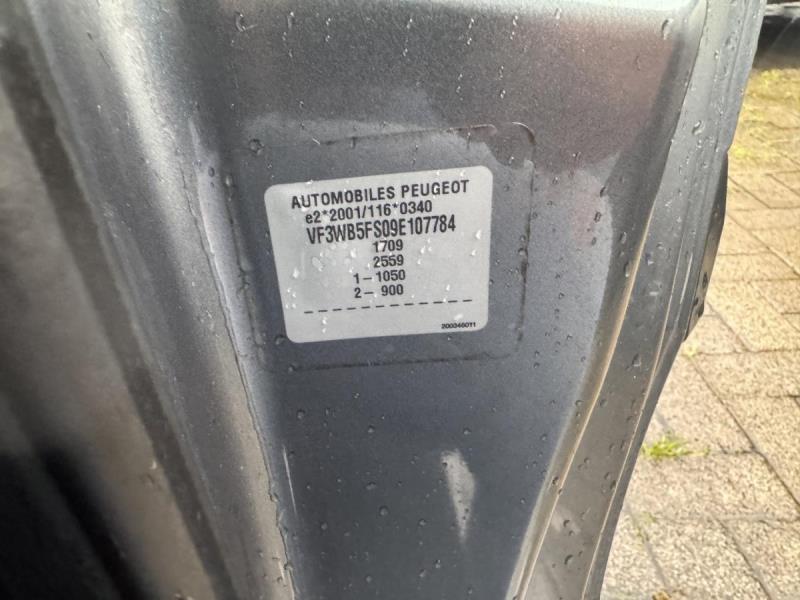 AUTOMOBILES PEUGEOT
e2*2001/116*0340
VF3WB5FS09E107784
1709
2559
1-1050
2-900
200346011